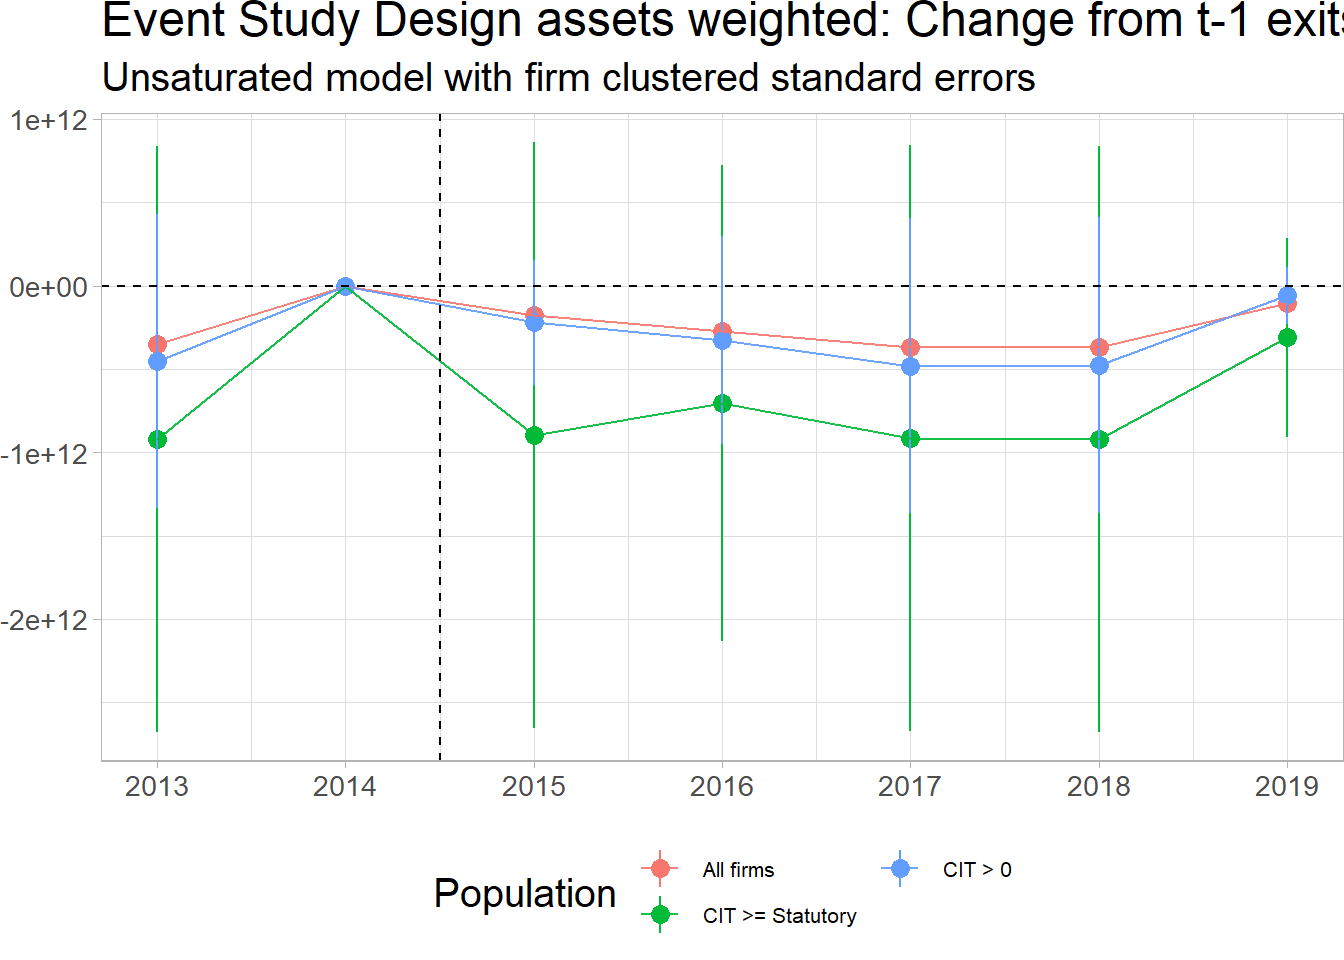 Event Study Design assets weighted: Change from t-1 exits
Unsaturated model with firm clustered standard errors
1e+12
0e+00
-1e+12
-2e+12
2013 2014 2015 2016 2017 2018 2019
Population
All firms
CIT > 0
CIT >= Statutory